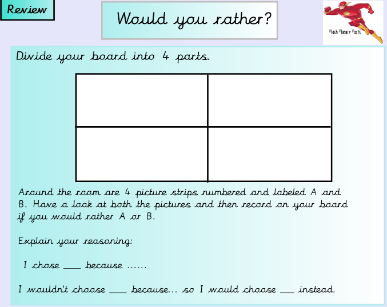 Review
Would you rather?
Divide your board into 4 parts.
Around the room are 4 picture strips numbered and labeled A and
B. Have a look at both the pictures and then record on your board
if you would rather A or B.
Explain your reasoning:
I chose ___ because ......
I wouldn't choose ___ because... so I would choose __ instead.